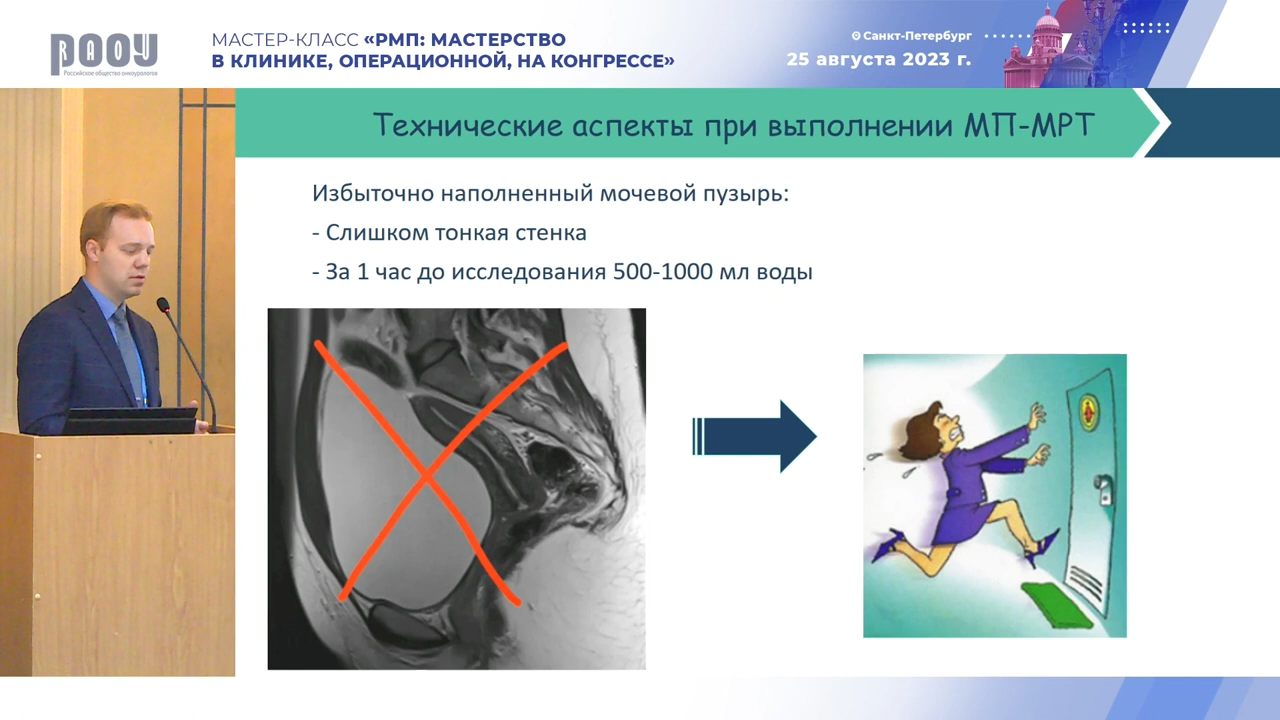 RAOU
Российское общество онкоурологов
МАСТЕР-КЛАСС «РМП: МАСТЕРСТВО
В КЛИНИКЕ, ОПЕРАЦИОННОЙ, НА КОНГРЕССЕ»
Санкт-Петербург
25 августа 2023 г.
Технические аспекты при выполнении МП-МРТ
Избыточно наполненный мочевой пузырь:
- Слишком тонкая стенка
- За 1 час до исследования 500-1000 мл воды